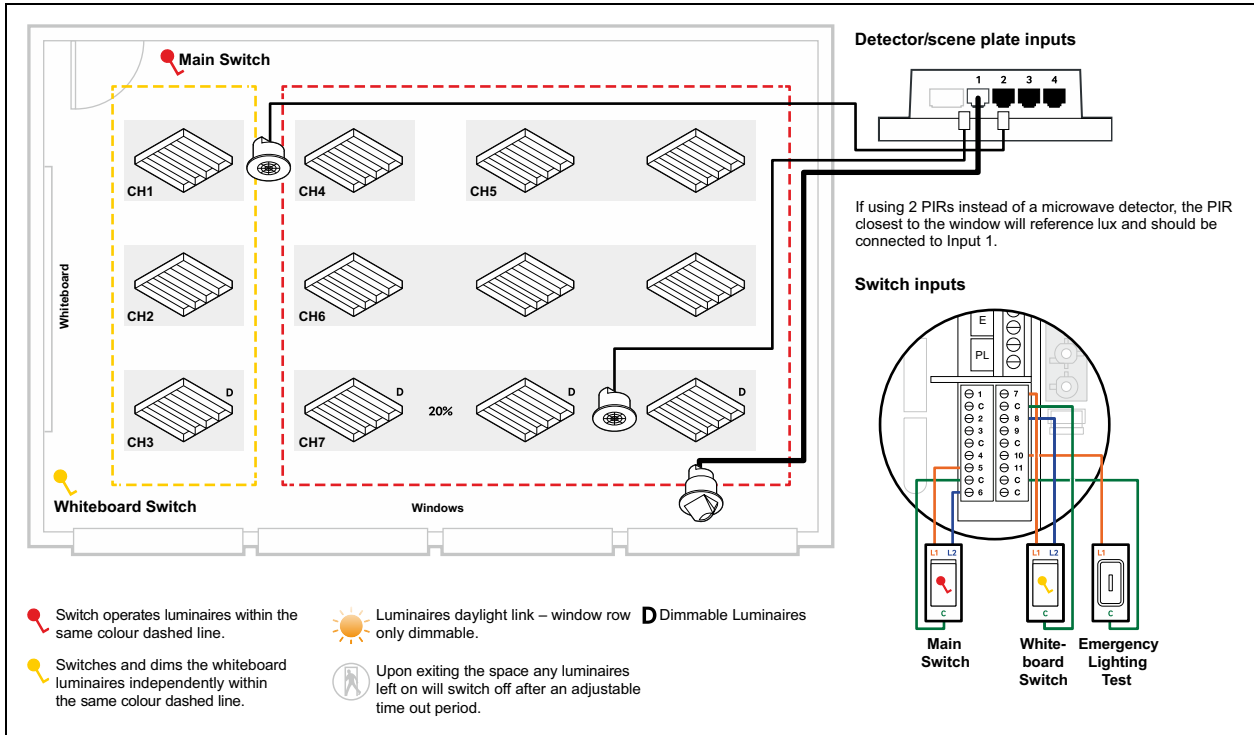 Main Switch
CH1
CH4
CH5
CH2
CH6
Whiteboard
D
D
D
D
20%
CH3
CH7
Whiteboard Switch
Windows
Detector/scene plate inputs
1 2 3 4
If using 2 PIRs instead of a microwave detector, the PIR
closest to the window will reference lux and should be
connected to Input 1.
Switch inputs
E
PL
1 7
C C
2 8
3 9
C C
4 10
5 11
C C
6 C
L1 L2
C
L1 L2
C
L1
C
Main
Switch
White-
board
Switch
Emergency
Lighting
Test
Switch operates luminaires within the
same colour dashed line.
Switches and dims the whiteboard
luminaires independently within
the same colour dashed line.
Luminaires daylight link – window row
only dimmable.
Upon exiting the space any luminaires
left on will switch off after an adjustable
time out period.
D Dimmable Luminaires